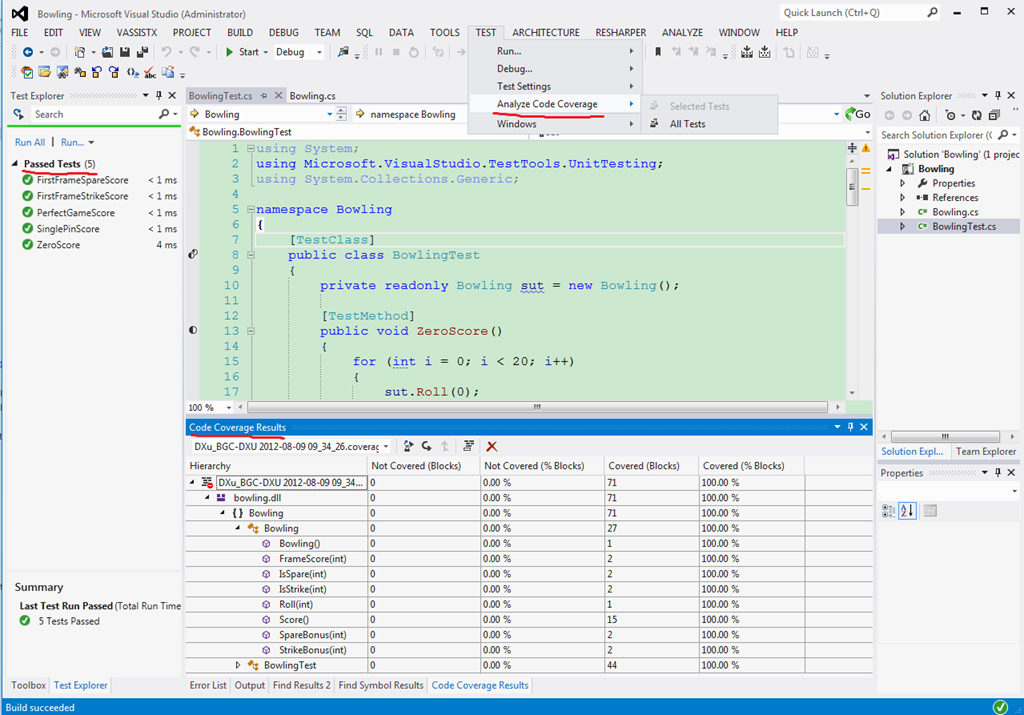 Bowling - Microsoft Visual Studio (Administrator)
Quick Launch (Ctrl+Q)
FILE EDIT VIEW VASSISTX PROJECT BUILD DEBUG TEAM SQL DATA TOOLS TEST ARCHITECTURE RESHARPER ANALYZE WINDOW HELP
Start Debug
Run...
Debug...
Test Settings
Analyze Code Coverage
Windows
Selected Tests
All Tests
Test Explorer
Search
Run All Run...
Passed Tests (5)
FirstFrameSpareScore < 1 ms
FirstFrameStrikeScore < 1 ms
PerfectGameScore < 1 ms
SinglePinScore < 1 ms
ZeroScore 4 ms
Summary
Last Test Run Passed (Total Run Time
5 Tests Passed
Toolbox Test Explorer
BowlingTest.cs Bowling.cs
Bowling namespace Bowling Go
Bowling.BowlingTest
1 using System;
2 using Microsoft.VisualStudio.TestTools.UnitTesting;
3 using System.Collections.Generic;
4
5 namespace Bowling
6 {
7 [TestClass]
8 public class BowlingTest
9 {
10 private readonly Bowling sut = new Bowling();
11
12 [TestMethod]
13 public void ZeroScore()
14 {
15 for (int i = 0; i < 20; i++)
16 {
17 sut.Roll(0);
100 %
Code Coverage Results
DXu_BGC-DXU 2012-08-09 09_34_26.coverag
Hierarchy Not Covered (Blocks) Not Covered (% Blocks) Covered (Blocks) Covered (% Blocks)
DXu_BGC-DXU 2012-08-09 09_34... 0 0.00 % 71 100.00 %
bowling.dll 0 0.00 % 71 100.00 %
{ } Bowling 0 0.00 % 71 100.00 %
Bowling 0 0.00 % 27 100.00 %
Bowling() 0 0.00 % 1 100.00 %
FrameScore(int) 0 0.00 % 2 100.00 %
IsSpare(int) 0 0.00 % 2 100.00 %
IsStrike(int) 0 0.00 % 2 100.00 %
Roll(int) 0 0.00 % 1 100.00 %
Score() 0 0.00 % 15 100.00 %
SpareBonus(int) 0 0.00 % 2 100.00 %
StrikeBonus(int) 0 0.00 % 2 100.00 %
BowlingTest 0 0.00 % 44 100.00 %
Error List Output Find Results 2 Find Symbol Results Code Coverage Results
Solution Explorer
Search Solution Explorer (C
Solution 'Bowling' (1 projec
Bowling
Properties
References
Bowling.cs
BowlingTest.cs
Solution Expl... Team Explorer
Properties
Build succeeded